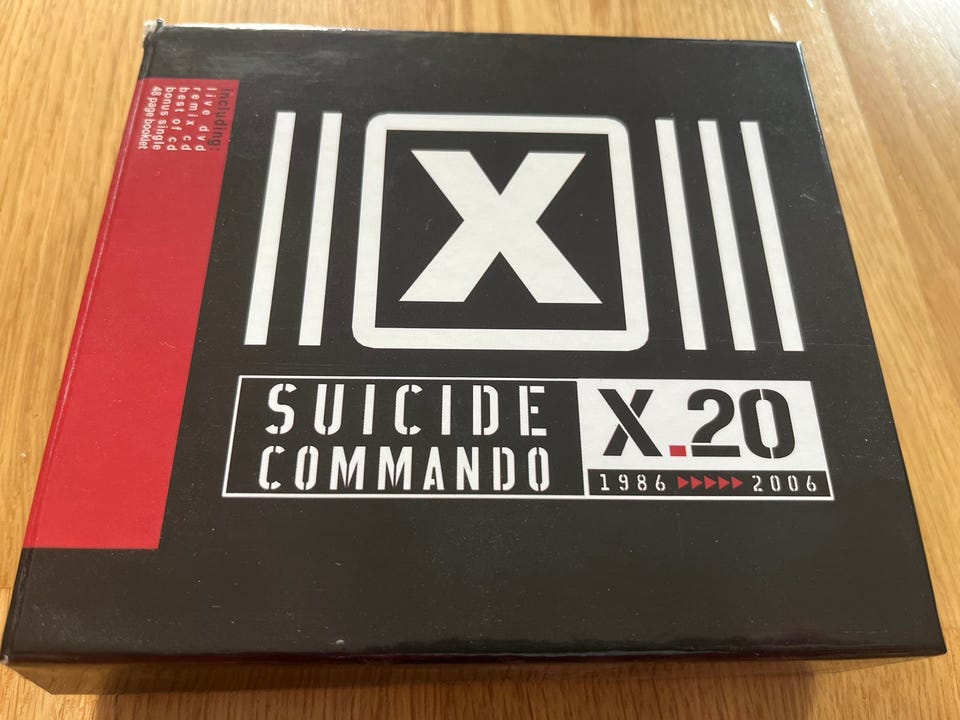 including:
live dvd
remix cd
best of cd
bonus single
48 page booklet
X
SUICIDE
COMMANDO
X.20
1986 2006